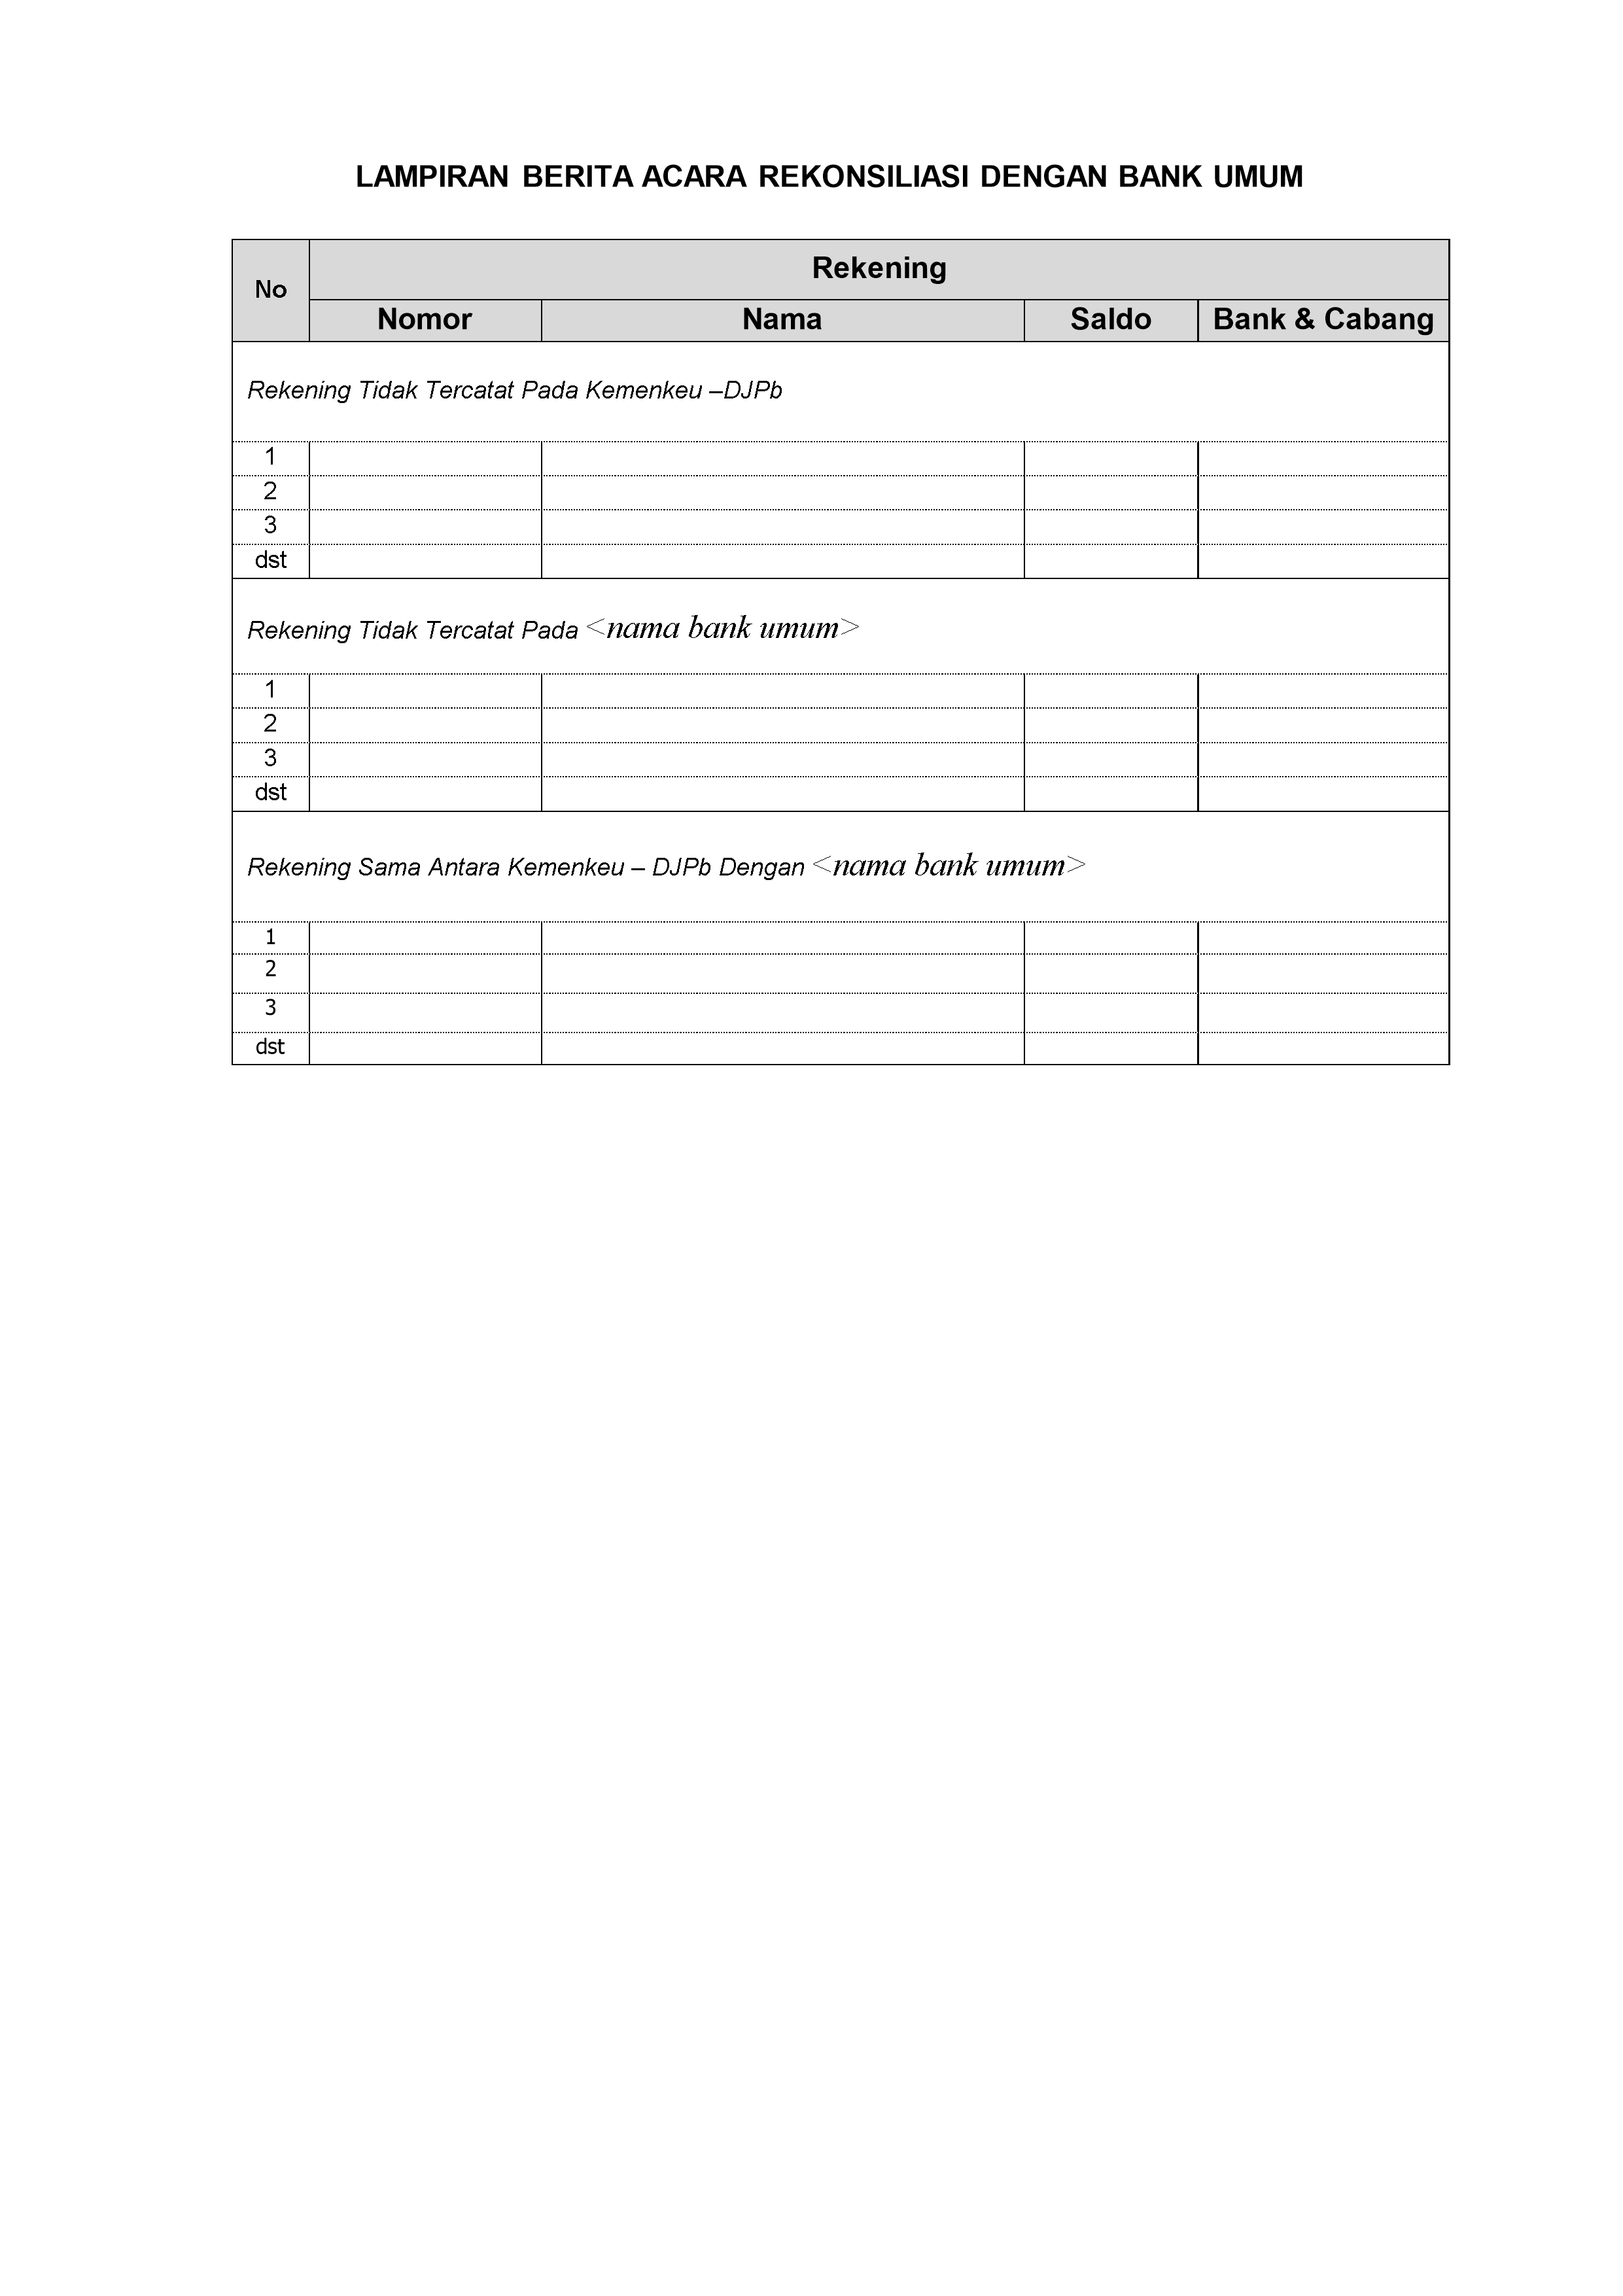 LAMPIRAN BERITA ACARA REKONSILIASI DENGAN BANK UMUM
No
Rekening
Nomor Nama Saldo Bank & Cabang
Rekening Tidak Tercatat Pada Kemenkeu –DJPb
1
2
3
dst
Rekening Tidak Tercatat Pada <nama bank umum>
1
2
3
dst
Rekening Sama Antara Kemenkeu – DJPb Dengan <nama bank umum>
1
2
3
dst